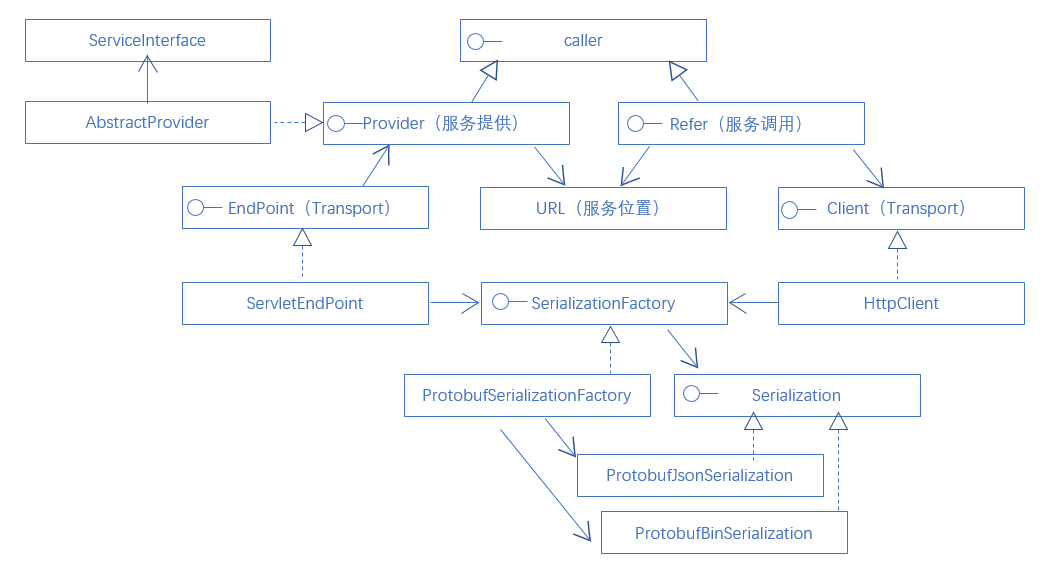 ServiceInterface
caller
AbstractProvider
Provider（服务提供）
Refer（服务调用）
EndPoint（Transport）
URL（服务位置）
Client（Transport）
ServletEndPoint
SerializationFactory
HttpClient
ProtobufSerializationFactory
Serialization
ProtobufJsonSerialization
ProtobufBinSerialization